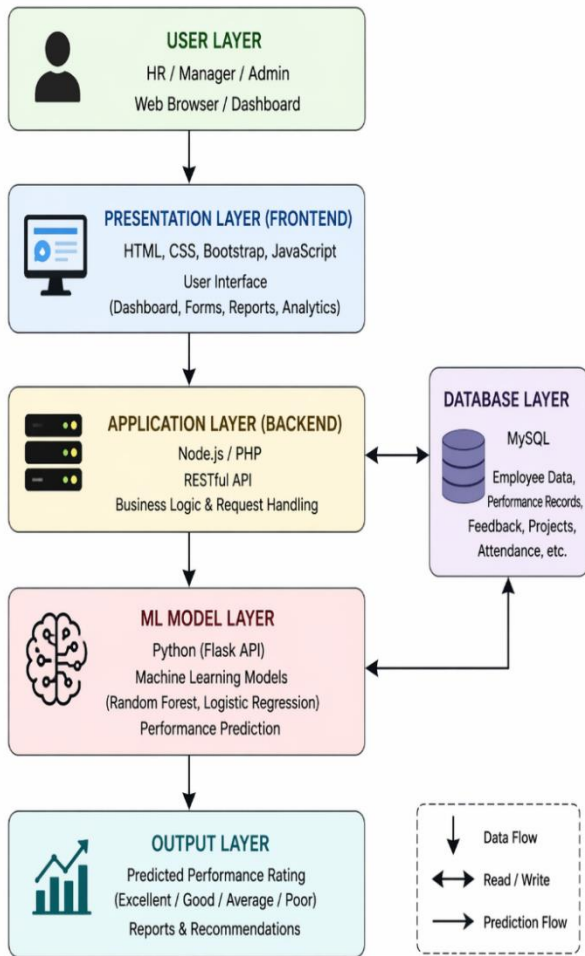 USER LAYER
HR / Manager / Admin
Web Browser / Dashboard
PRESENTATION LAYER (FRONTEND)
HTML, CSS, Bootstrap, JavaScript
User Interface
(Dashboard, Forms, Reports, Analytics)
APPLICATION LAYER (BACKEND)
Node.js / PHP
RESTful API
Business Logic & Request Handling
DATABASE LAYER
MySQL
Employee Data,
Performance Records,
Feedback, Projects,
Attendance, etc.
ML MODEL LAYER
Python (Flask API)
Machine Learning Models
(Random Forest, Logistic Regression)
Performance Prediction
OUTPUT LAYER
Predicted Performance Rating
(Excellent / Good / Average / Poor)
Reports & Recommendations
Data Flow
Read / Write
Prediction Flow